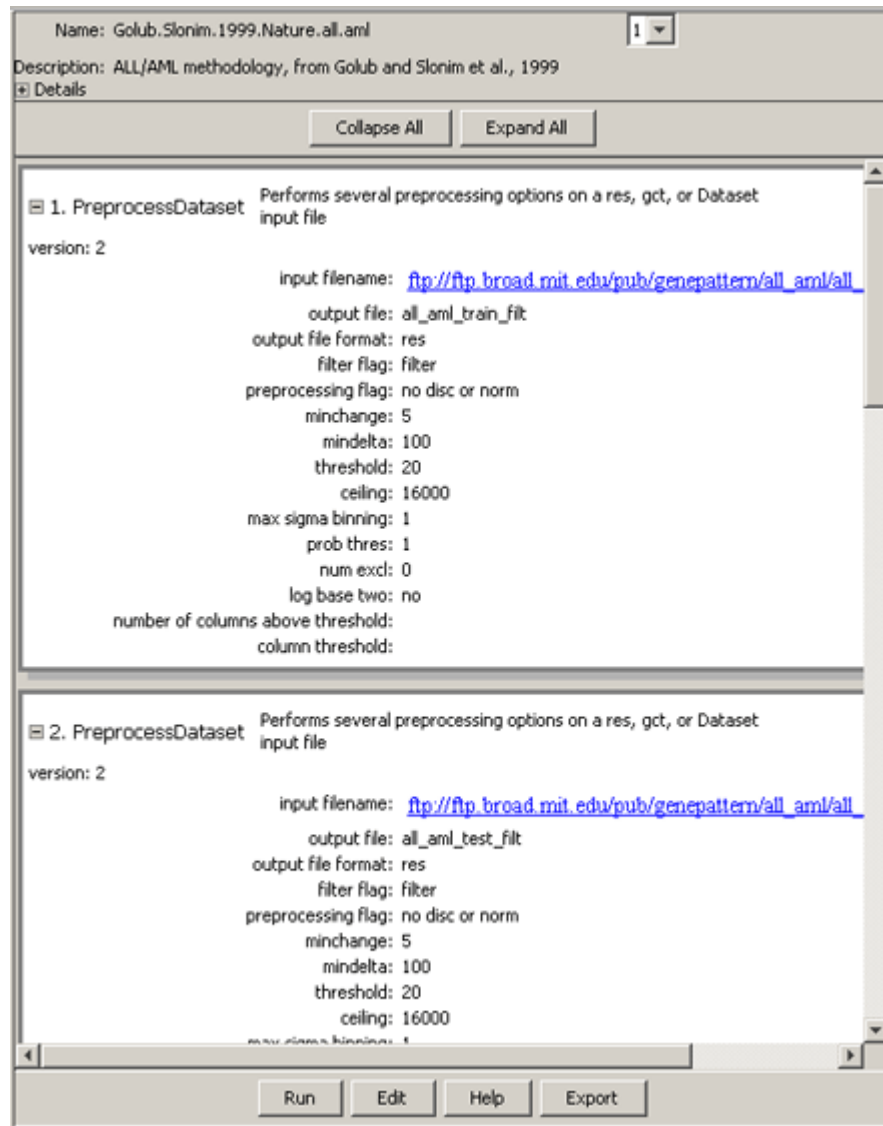 Name: Golub.Slonim.1999.Nature.all.aml 1
Description: ALL/AML methodology, from Golub and Slonim et al., 1999
Details
Collapse All Expand All
1. PreprocessDataset Performs several preprocessing options on a res, gct, or Dataset
input file
version: 2
input filename: ftp://ftp.broad.mit.edu/pub/genepattern/all_aml/all_
output file: all_aml_train_filt
output file format: res
filter flag: filter
preprocessing flag: no disc or norm
minchange: 5
mindelta: 100
threshold: 20
ceiling: 16000
max sigma binning: 1
prob thres: 1
num excl: 0
log base two: no
number of columns above threshold:
column threshold:
2. PreprocessDataset Performs several preprocessing options on a res, gct, or Dataset
input file
version: 2
input filename: ftp://ftp.broad.mit.edu/pub/genepattern/all_aml/all_
output file: all_aml_test_filt
output file format: res
filter flag: filter
preprocessing flag: no disc or norm
minchange: 5
mindelta: 100
threshold: 20
ceiling: 16000
max sigma binning: 1
Run Edit Help Export